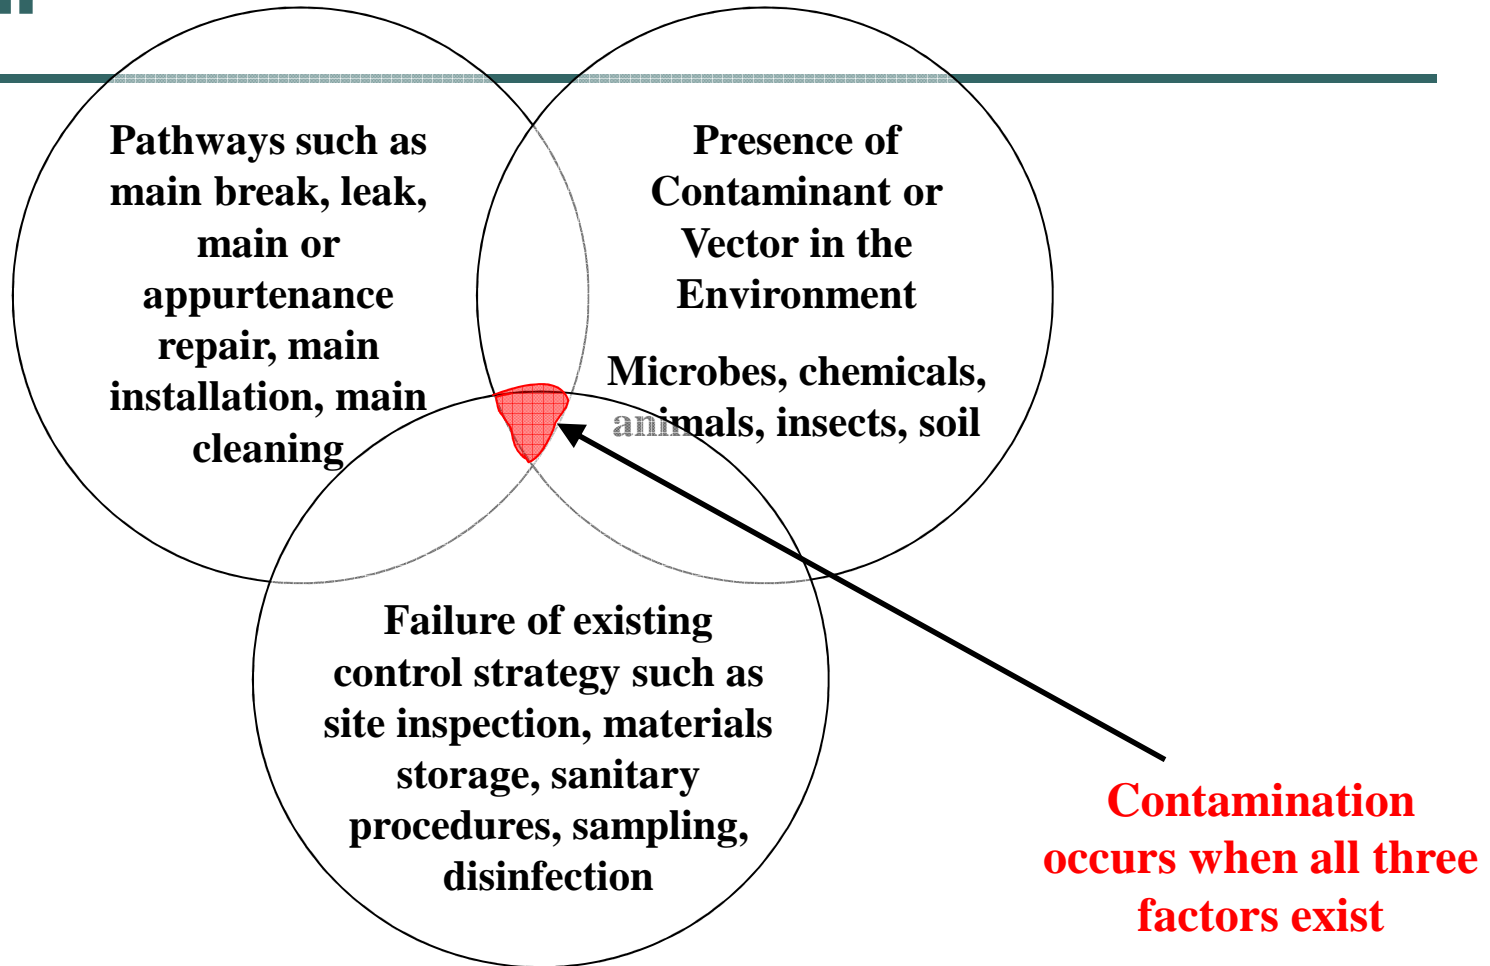 Pathways such as
main break, leak,
main or
appurtenance
repair, main
installation, main
cleaning
Presence of
Contaminant or
Vector in the
Environment
Microbes, chemicals,
animals, insects, soil
Failure of existing
control strategy such as
site inspection, materials
storage, sanitary
procedures, sampling,
disinfection
Contamination
occurs when all three
factors exist